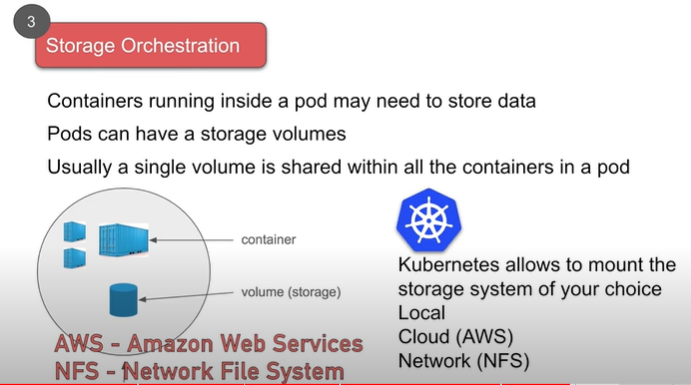 3
Storage Orchestration
Containers running inside a pod may need to store data
Pods can have a storage volumes
Usually a single volume is shared within all the containers in a pod
container
volume (storage)
Kubernetes allows to mount the
storage system of your choice
Local
Cloud (AWS)
Network (NFS)
AWS - Amazon Web Services
NFS - Network File System